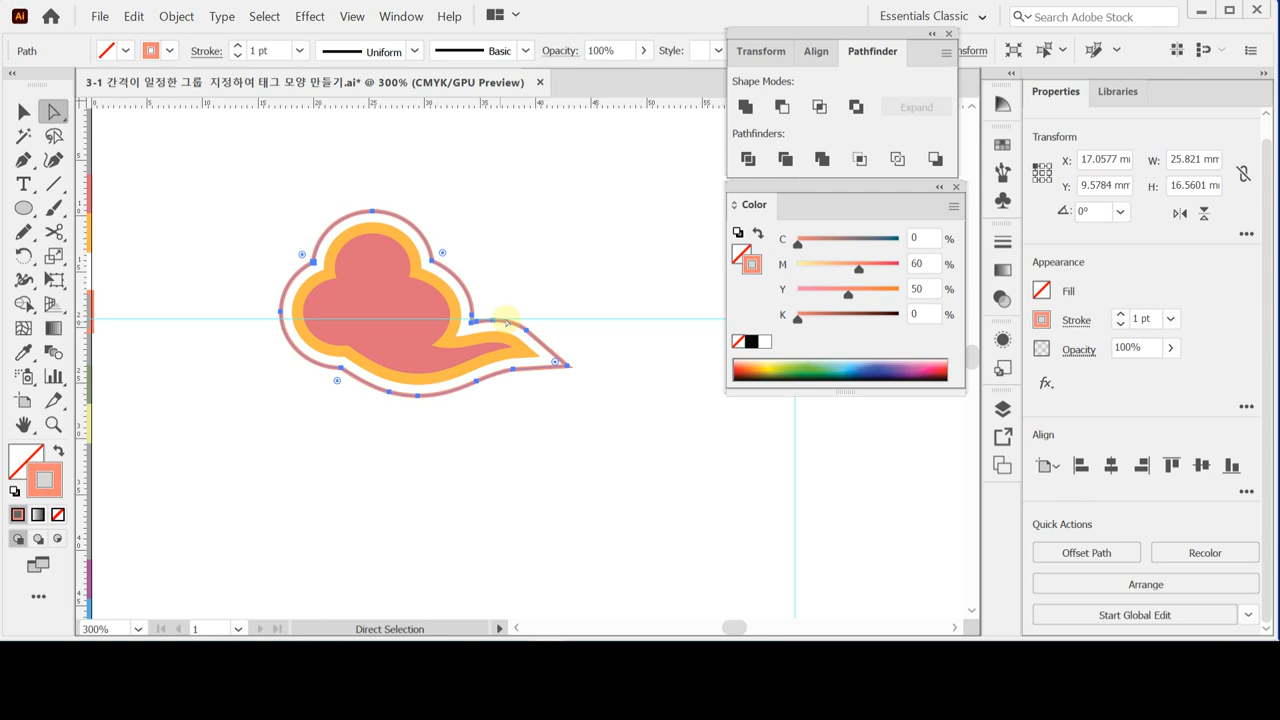 Ai File Edit Object Type Select Effect View Window Help Essentials Classic Search Adobe Stock
Path Stroke: 1 pt Uniform Basic Opacity: 100% Style:
3-1 간격이 일정한 그룹 지정하여 태그 모양 만들기.ai* @ 300% (CMYK/GPU Preview)
Transform Align Pathfinder
Shape Modes:
Expand
Pathfinders:
Color
C 0 %
M 60 %
Y 50 %
K 0 %
Properties Libraries
Transform
X: 17.0577 mm W: 25.821 mm
Y: 9.5784 mm H: 16.5601 mm
0°
Appearance
Fill
Stroke 1 pt
Opacity 100%
fx.
Align
Quick Actions
Offset Path Recolor
Arrange
Start Global Edit
300% 1 Direct Selection